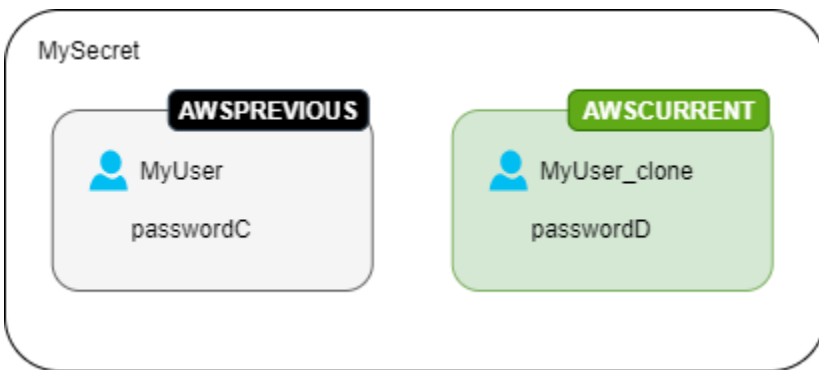 MySecret
AWSPREVIOUS
MyUser
passwordC
AWSCURRENT
MyUser_clone
passwordD